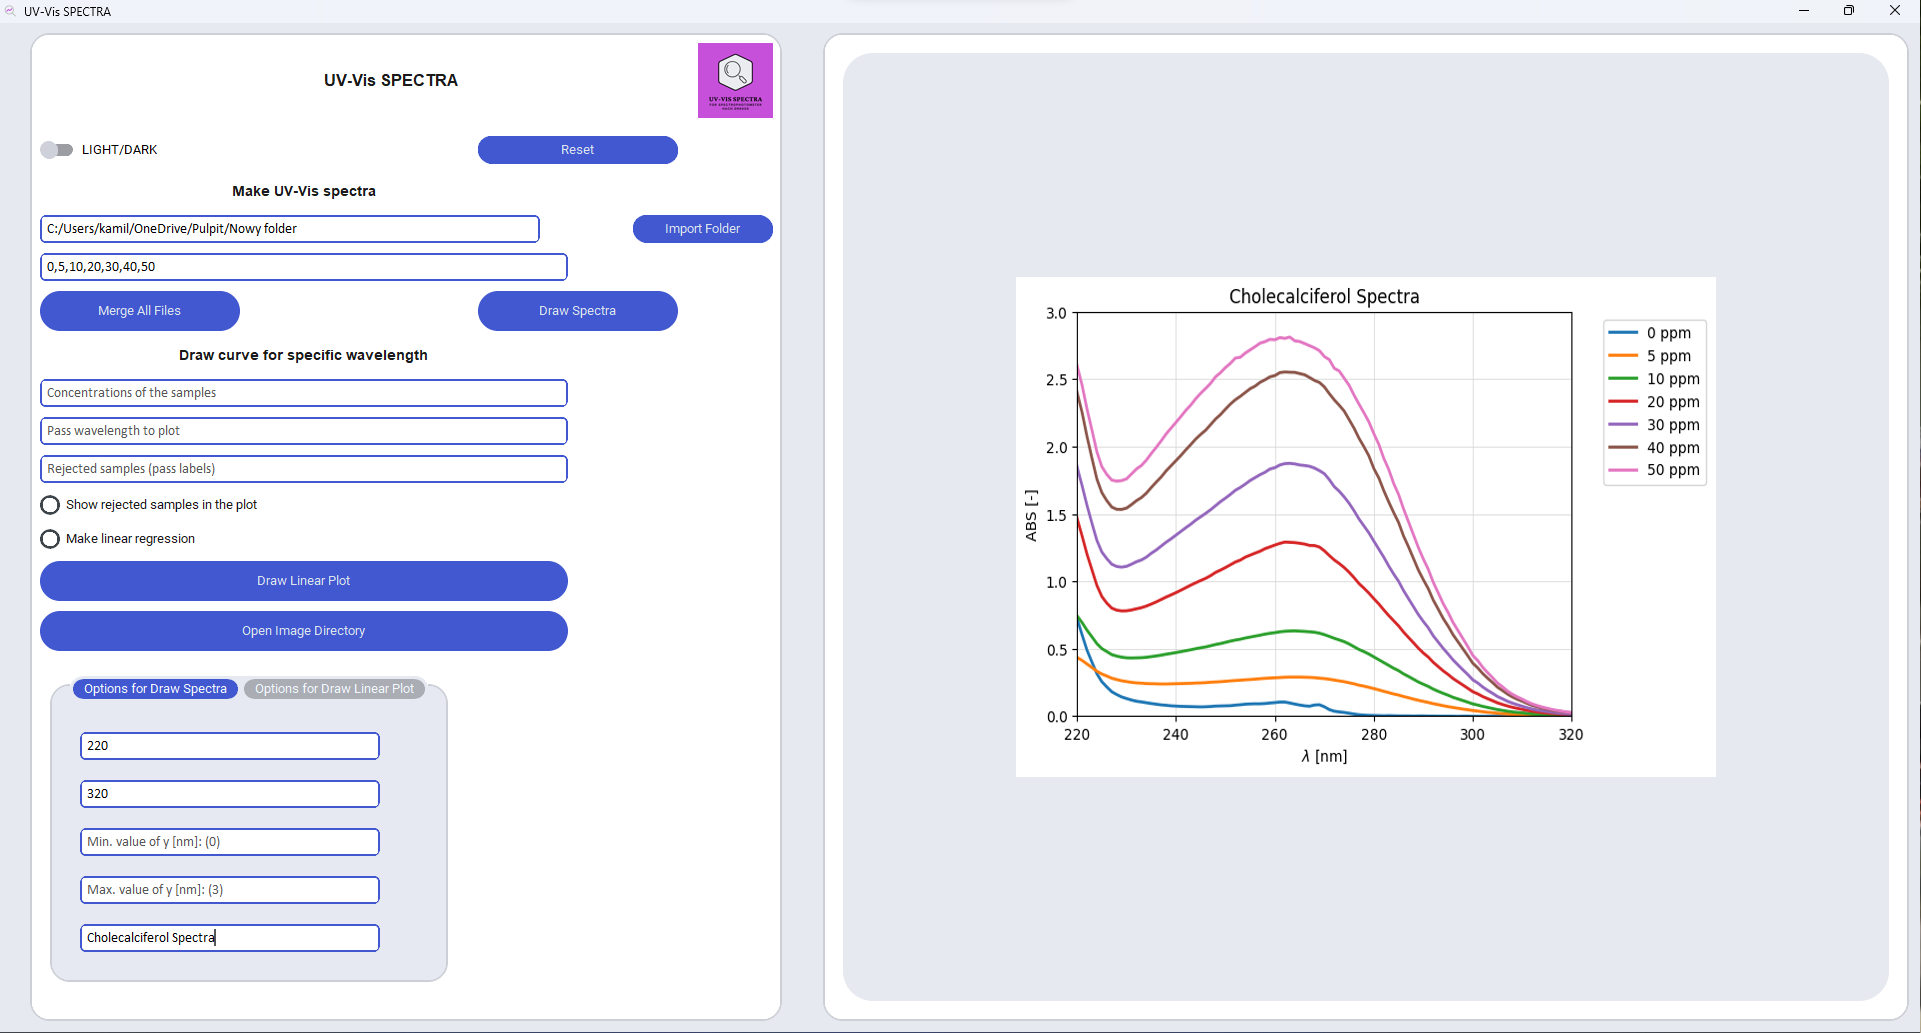 UV-Vis SPECTRA
UV-Vis SPECTRA
UV-VIS SPECTRA
FOR SPECTROPHOTOMETER
LIGHT/DARK
Reset
Make UV-Vis spectra
C:/Users/kamil/OneDrive/Pulpit/Nowy folder
Import Folder
0,5,10,20,30,40,50
Merge All Files
Draw Spectra
Draw curve for specific wavelength
Concentrations of the samples
Pass wavelength to plot
Rejected samples (pass labels)
Show rejected samples in the plot
Make linear regression
Draw Linear Plot
Open Image Directory
Options for Draw Spectra
Options for Draw Linear Plot
220
320
Min. value of y [nm]: (0)
Max. value of y [nm]: (3)
Cholecalciferol Spectra
Cholecalciferol Spectra
3.0
2.5
2.0
1.5
1.0
0.5
0.0
ABS [-]
220
240
260
280
300
320
λ [nm]
0 ppm
5 ppm
10 ppm
20 ppm
30 ppm
40 ppm
50 ppm